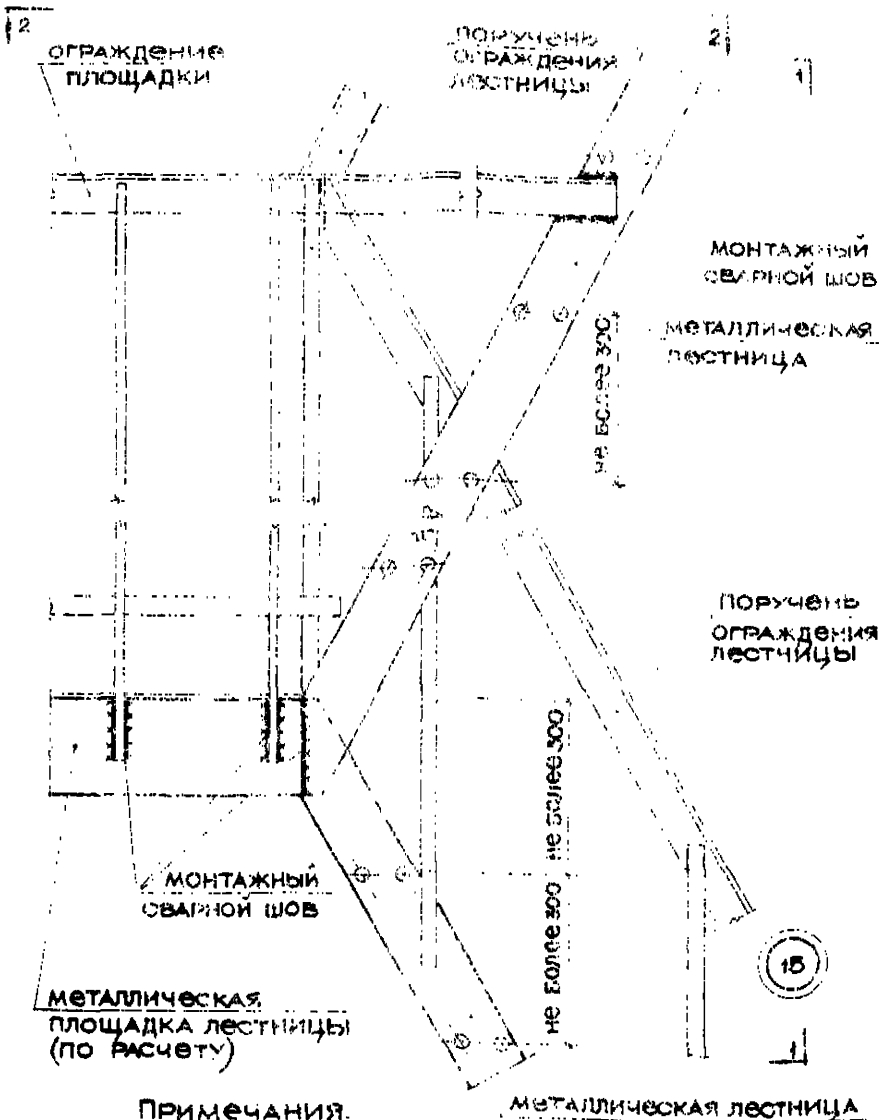 2
ОГРАЖДЕНИЕ
ПЛОЩАДКИ
ПОРУЧЕНЬ
ОГРАЖДЕНИЯ
ЛЕСТНИЦЫ
2
1
МОНТАЖНЫЙ
СВАРНОЙ ШОВ
МЕТАЛЛИЧЕСКАЯ
ЛЕСТНИЦА
НЕ БОЛЕЕ 300
ПОРУЧЕНЬ
ОГРАЖДЕНИЯ
ЛЕСТНИЦЫ
НЕ БОЛЕЕ 300
НЕ БОЛЕЕ 300
МОНТАЖНЫЙ
СВАРНОЙ ШОВ
15
МЕТАЛЛИЧЕСКАЯ
ПЛОЩАДКА ЛЕСТНИЦЫ
(ПО РАСЧЕТУ)
1
ПРИМЕЧАНИЯ.
МЕТАЛЛИЧЕСКАЯ ЛЕСТНИЦА